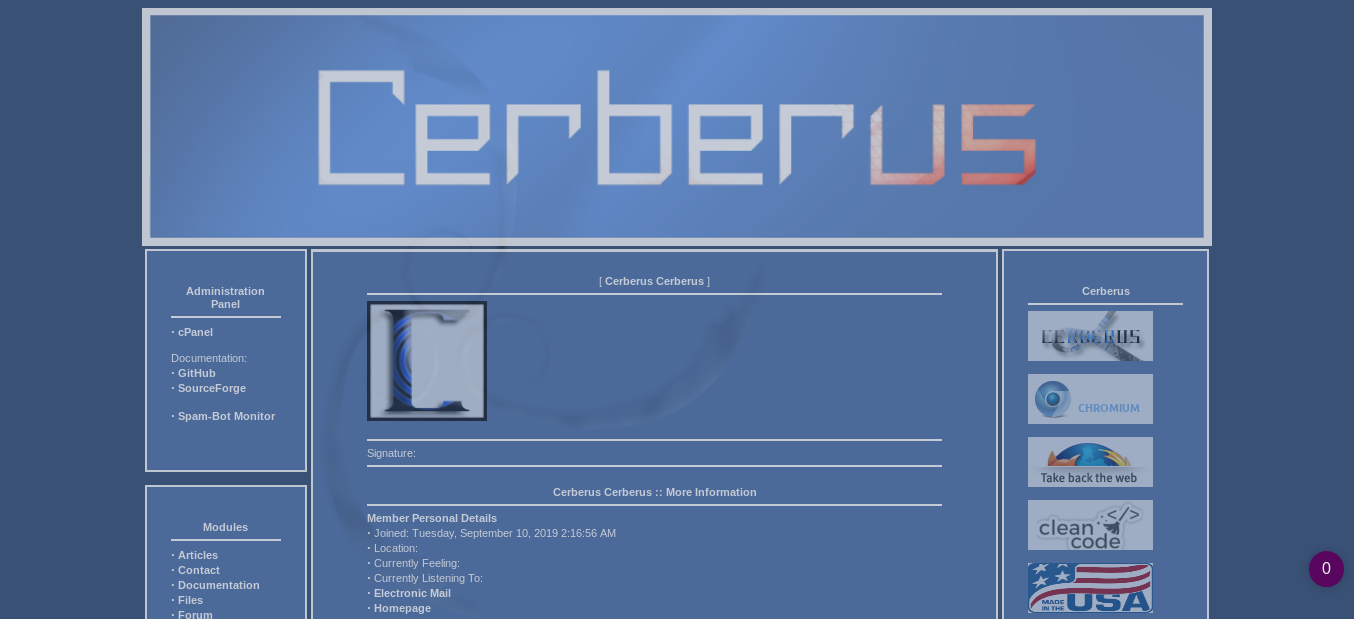 Cerberus
Administration
Panel
· cPanel
Documentation:
· GitHub
· SourceForge
· Spam-Bot Monitor
Modules
· Articles
· Contact
· Documentation
· Files
· Forum
[ Cerberus Cerberus ]
Signature:
Cerberus Cerberus :: More Information
Member Personal Details
· Joined: Tuesday, September 10, 2019 2:16:56 AM
· Location:
· Currently Feeling:
· Currently Listening To:
· Electronic Mail
· Homepage
Cerberus
CERBERUS
CHROMIUM
Take back the web
clean </>
code
MADE
IN THE USA
0